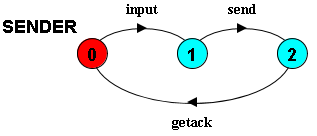 input
send
SENDER
0
1
2
getack